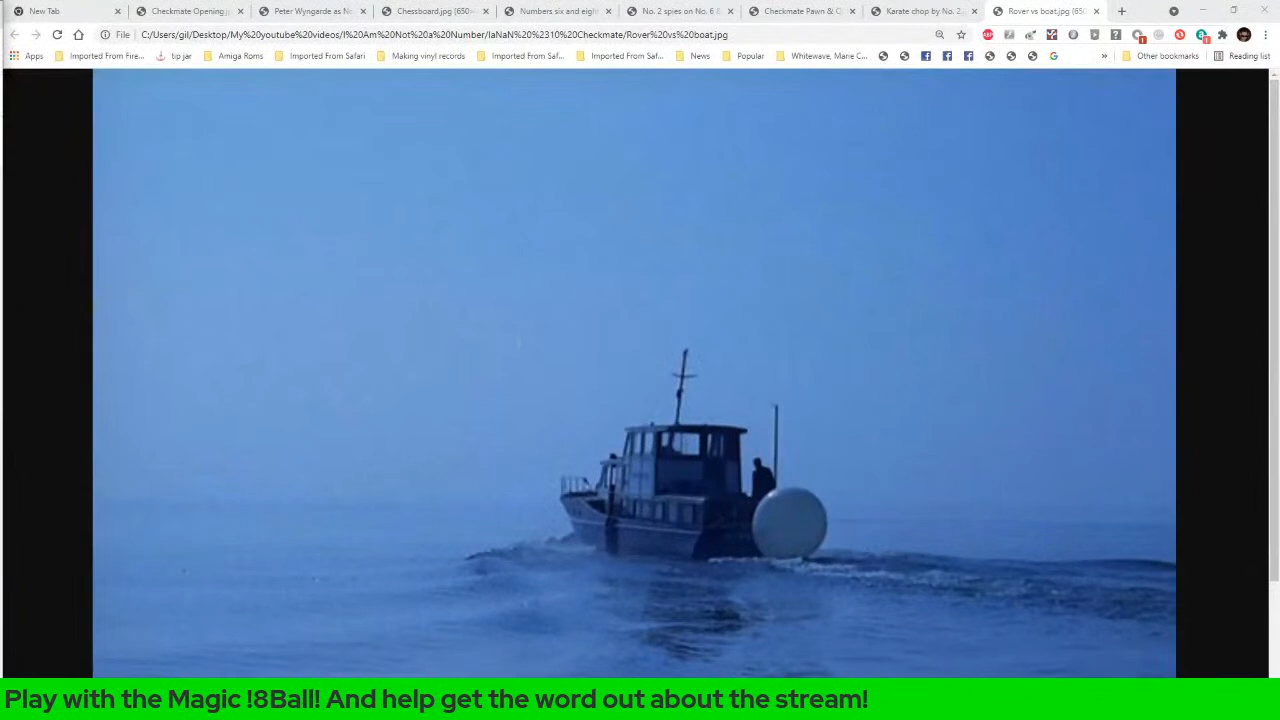 New Tab
Checkmate Opening.j
Peter Wyngarde as No
Chessboard.jpg (650×
Numbers six and eigh
No. 2 spies on No. 6 &
Checkmate Pawn & Q
Karate chop by No. 2.
Rover vs boat.jpg (650
File
C:/Users/gil/Desktop/My%20youtube%20videos/I%20Am%20Not%20a%20Number/IaNaN%20%2310%20Checkmate/Rover%20vs%20boat.jpg
Apps
Imported From Fire...
tip jar
Amiga Roms
Imported From Safari
Making vinyl records
Imported From Saf...
Imported From Saf...
News
Popular
Whitewave, Marie C...
»
Other bookmarks
Reading list
Play with the Magic !8Ball! And help get the word out about the stream!